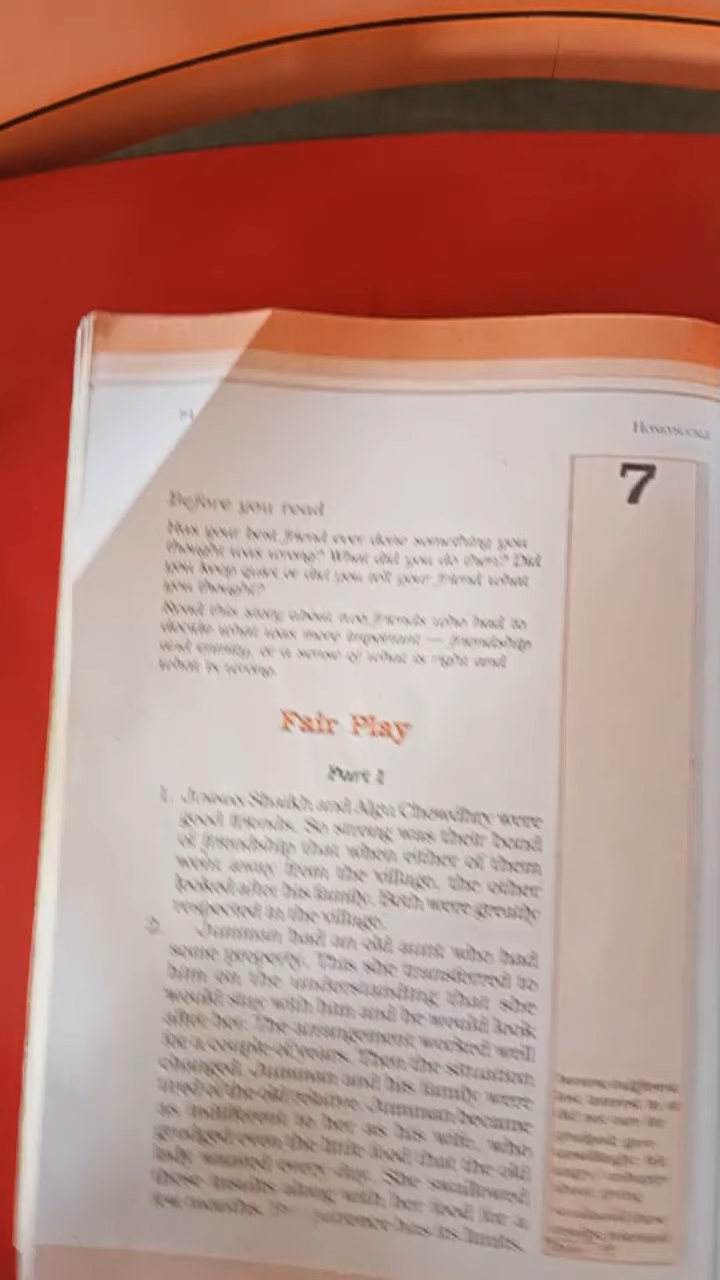 HONEYSUCKLE
7
Before you read
Has your best friend ever done something you
thought was wrong? What did you do then? Did
you keep quiet or did you tell your friend what
you thought?
Read this story about two friends who had to
decide what was more important — friendship
and enmity, or a sense of what is right and
what is wrong.
Fair Play
Part I
1. Jumman Shaikh and Algu Chowdhry were
good friends. So strong was their bond
of friendship that when either of them
went away from the village, the other
looked after his family. Both were greatly
respected in the village.
2. Jumman had an old aunt who had
some property. This she transferred to
him on the understanding that she
would stay with him and he would look
after her. The arrangement worked well
for a couple of years. Then the situation
changed. Jumman and his family were
tired of the old relative. Jumman became
as indifferent to her as his wife, who
grudged even the little food that the old
lady wanted every day. She swallowed
these insults along with her food for a
few months. patience has its limits.